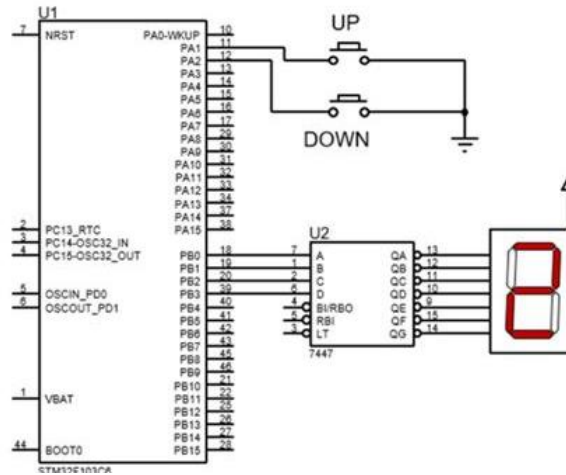 U1
7 NRST
2 PC13_RTC
3 PC14-OSC32_IN
4 PC15-OSC32_OUT
5 OSCIN_PD0
6 OSCOUT_PD1
1 VBAT
44 BOOT0
PA0-WKUP 10
PA1 11
PA2 12
PA3 13
PA4 14
PA5 15
PA6 16
PA7 17
PA8 29
PA9 30
PA10 31
PA11 32
PA12 33
PA13 34
PA14 37
PA15 38
PB0 18
PB1 19
PB2 20
PB3 39
PB4 40
PB5 41
PB6 42
PB7 43
PB8 45
PB9 46
PB10 21
PB11 22
PB12 25
PB13 26
PB14 27
PB15 28
STM32F103C6
UP
DOWN
U2
7 A QA 13
1 B QB 12
2 C QC 11
6 D QD 10
4 BI/RBO QE 9
5 RBI QF 15
3 LT QG 14
7447
2